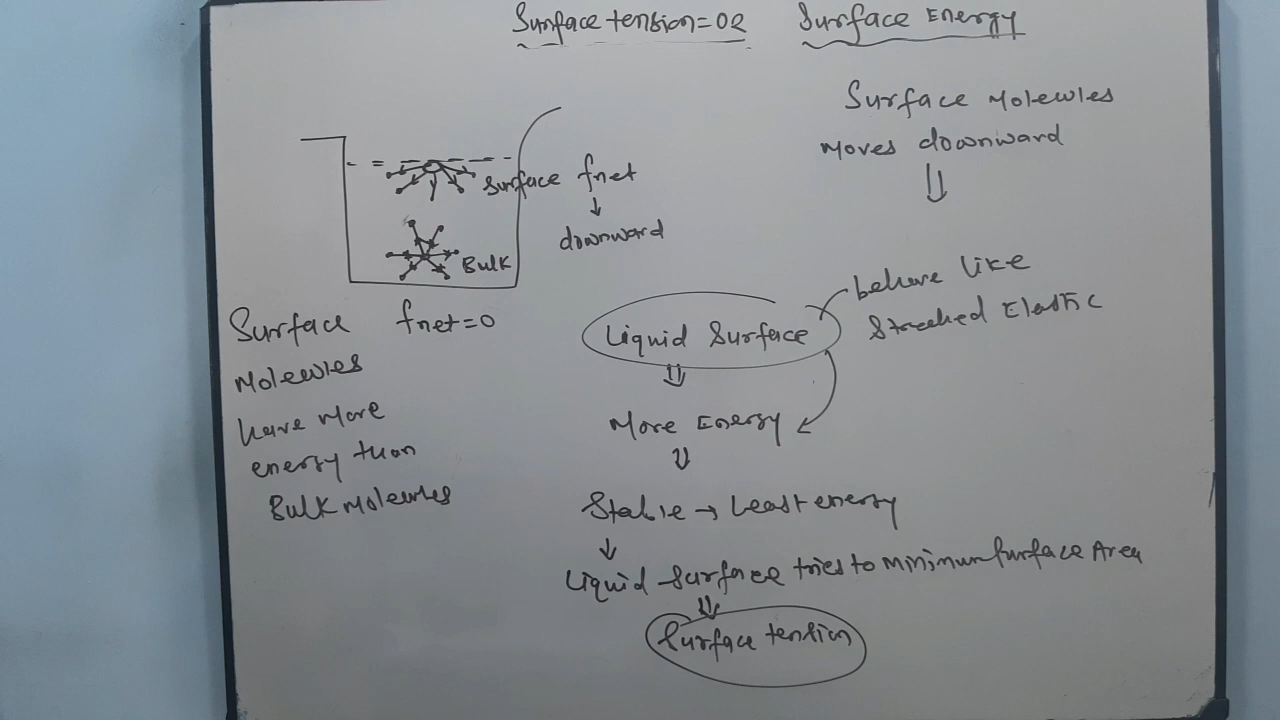 Surface tension = OR Surface Energy
Surface Molecules
Moves downward
⇓
Surface fnet
↓
downward
Bulk
fnet=0
Surface
Molecules
have more
energy than
Bulk Molecules
behave like
Streched Elastic
Liquid Surface
⇓
More Energy
⇓
Stable → Least energy
↓
Liquid Surface tries to Minimum Surface Area
⇓
Surface tension